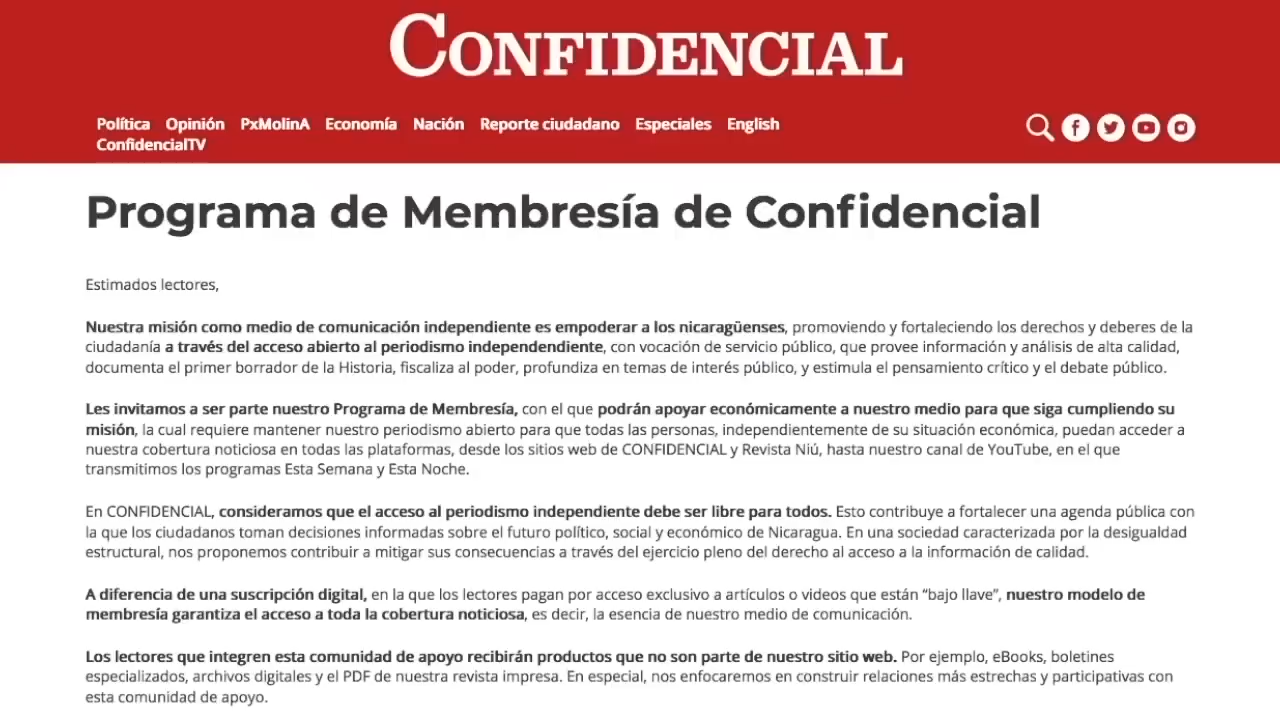 CONFIDENCIAL
Política Opinión PxMolinA Economía Nación Reporte ciudadano Especiales English
ConfidencialTV
Programa de Membresía de Confidencial
Estimados lectores,
Nuestra misión como medio de comunicación independiente es empoderar a los nicaragüenses, promoviendo y fortaleciendo los derechos y deberes de la
ciudadanía a través del acceso abierto al periodismo independendiente, con vocación de servicio público, que provee información y análisis de alta calidad,
documenta el primer borrador de la Historia, fiscaliza al poder, profundiza en temas de interés público, y estimula el pensamiento crítico y el debate público.
Les invitamos a ser parte nuestro Programa de Membresía, con el que podrán apoyar económicamente a nuestro medio para que siga cumpliendo su
misión, la cual requiere mantener nuestro periodismo abierto para que todas las personas, independientemente de su situación económica, puedan acceder a
nuestra cobertura noticiosa en todas las plataformas, desde los sitios web de CONFIDENCIAL y Revista Niú, hasta nuestro canal de YouTube, en el que
transmitimos los programas Esta Semana y Esta Noche.
En CONFIDENCIAL, consideramos que el acceso al periodismo independiente debe ser libre para todos. Esto contribuye a fortalecer una agenda pública con
la que los ciudadanos toman decisiones informadas sobre el futuro político, social y económico de Nicaragua. En una sociedad caracterizada por la desigualdad
estructural, nos proponemos contribuir a mitigar sus consecuencias a través del ejercicio pleno del derecho al acceso a la información de calidad.
A diferencia de una suscripción digital, en la que los lectores pagan por acceso exclusivo a artículos o videos que están “bajo llave”, nuestro modelo de
membresía garantiza el acceso a toda la cobertura noticiosa, es decir, la esencia de nuestro medio de comunicación.
Los lectores que integren esta comunidad de apoyo recibirán productos que no son parte de nuestro sitio web. Por ejemplo, eBooks, boletines
especializados, archivos digitales y el PDF de nuestra revista impresa. En especial, nos enfocaremos en construir relaciones más estrechas y participativas con
esta comunidad de apoyo.